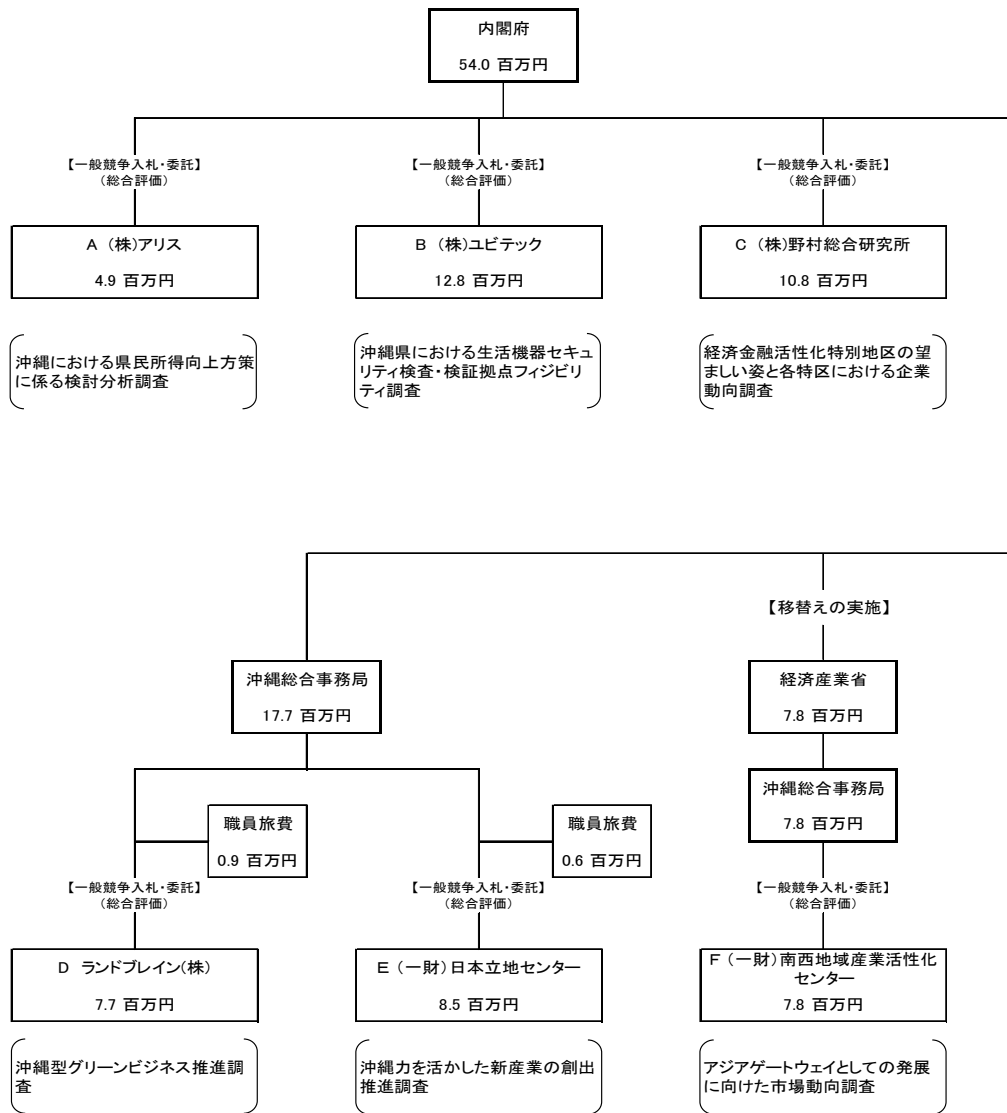 内閣府
54.0 百万円
【一般競争入札・委託】
(総合評価)
【一般競争入札・委託】
(総合評価)
【一般競争入札・委託】
(総合評価)
A (株)アリス
4.9 百万円
B (株)ユビテック
12.8 百万円
C (株)野村総合研究所
10.8 百万円
沖縄における県民所得向上方策
に係る検討分析調査
沖縄県における生活機器セキュ
リティ検査・検証拠点フィジビリ
ティ調査
経済金融活性化特別地区の望
ましい姿と各特区における企業
動向調査
【移替えの実施】
沖縄総合事務局
17.7 百万円
経済産業省
7.8 百万円
沖縄総合事務局
7.8 百万円
職員旅費
0.9 百万円
職員旅費
0.6 百万円
【一般競争入札・委託】
(総合評価)
【一般競争入札・委託】
(総合評価)
【一般競争入札・委託】
(総合評価)
D ランドブレイン(株)
7.7 百万円
E (一財)日本立地センター
8.5 百万円
F (一財)南西地域産業活性化
センター
7.8 百万円
沖縄型グリーンビジネス推進調
査
沖縄力を活かした新産業の創出
推進調査
アジアゲートウェイとしての発展
に向けた市場動向調査